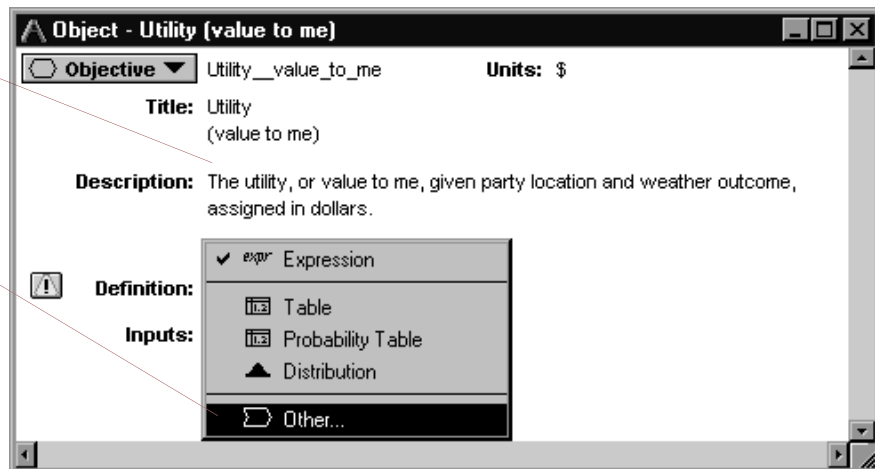 Object - Utility (value to me)
Objective Utility__value_to_me Units: $
Title: Utility
(value to me)
Description: The utility, or value to me, given party location and weather outcome,
assigned in dollars.
expr Expression
Definition:
Table
Inputs: Probability Table
Distribution
Other...